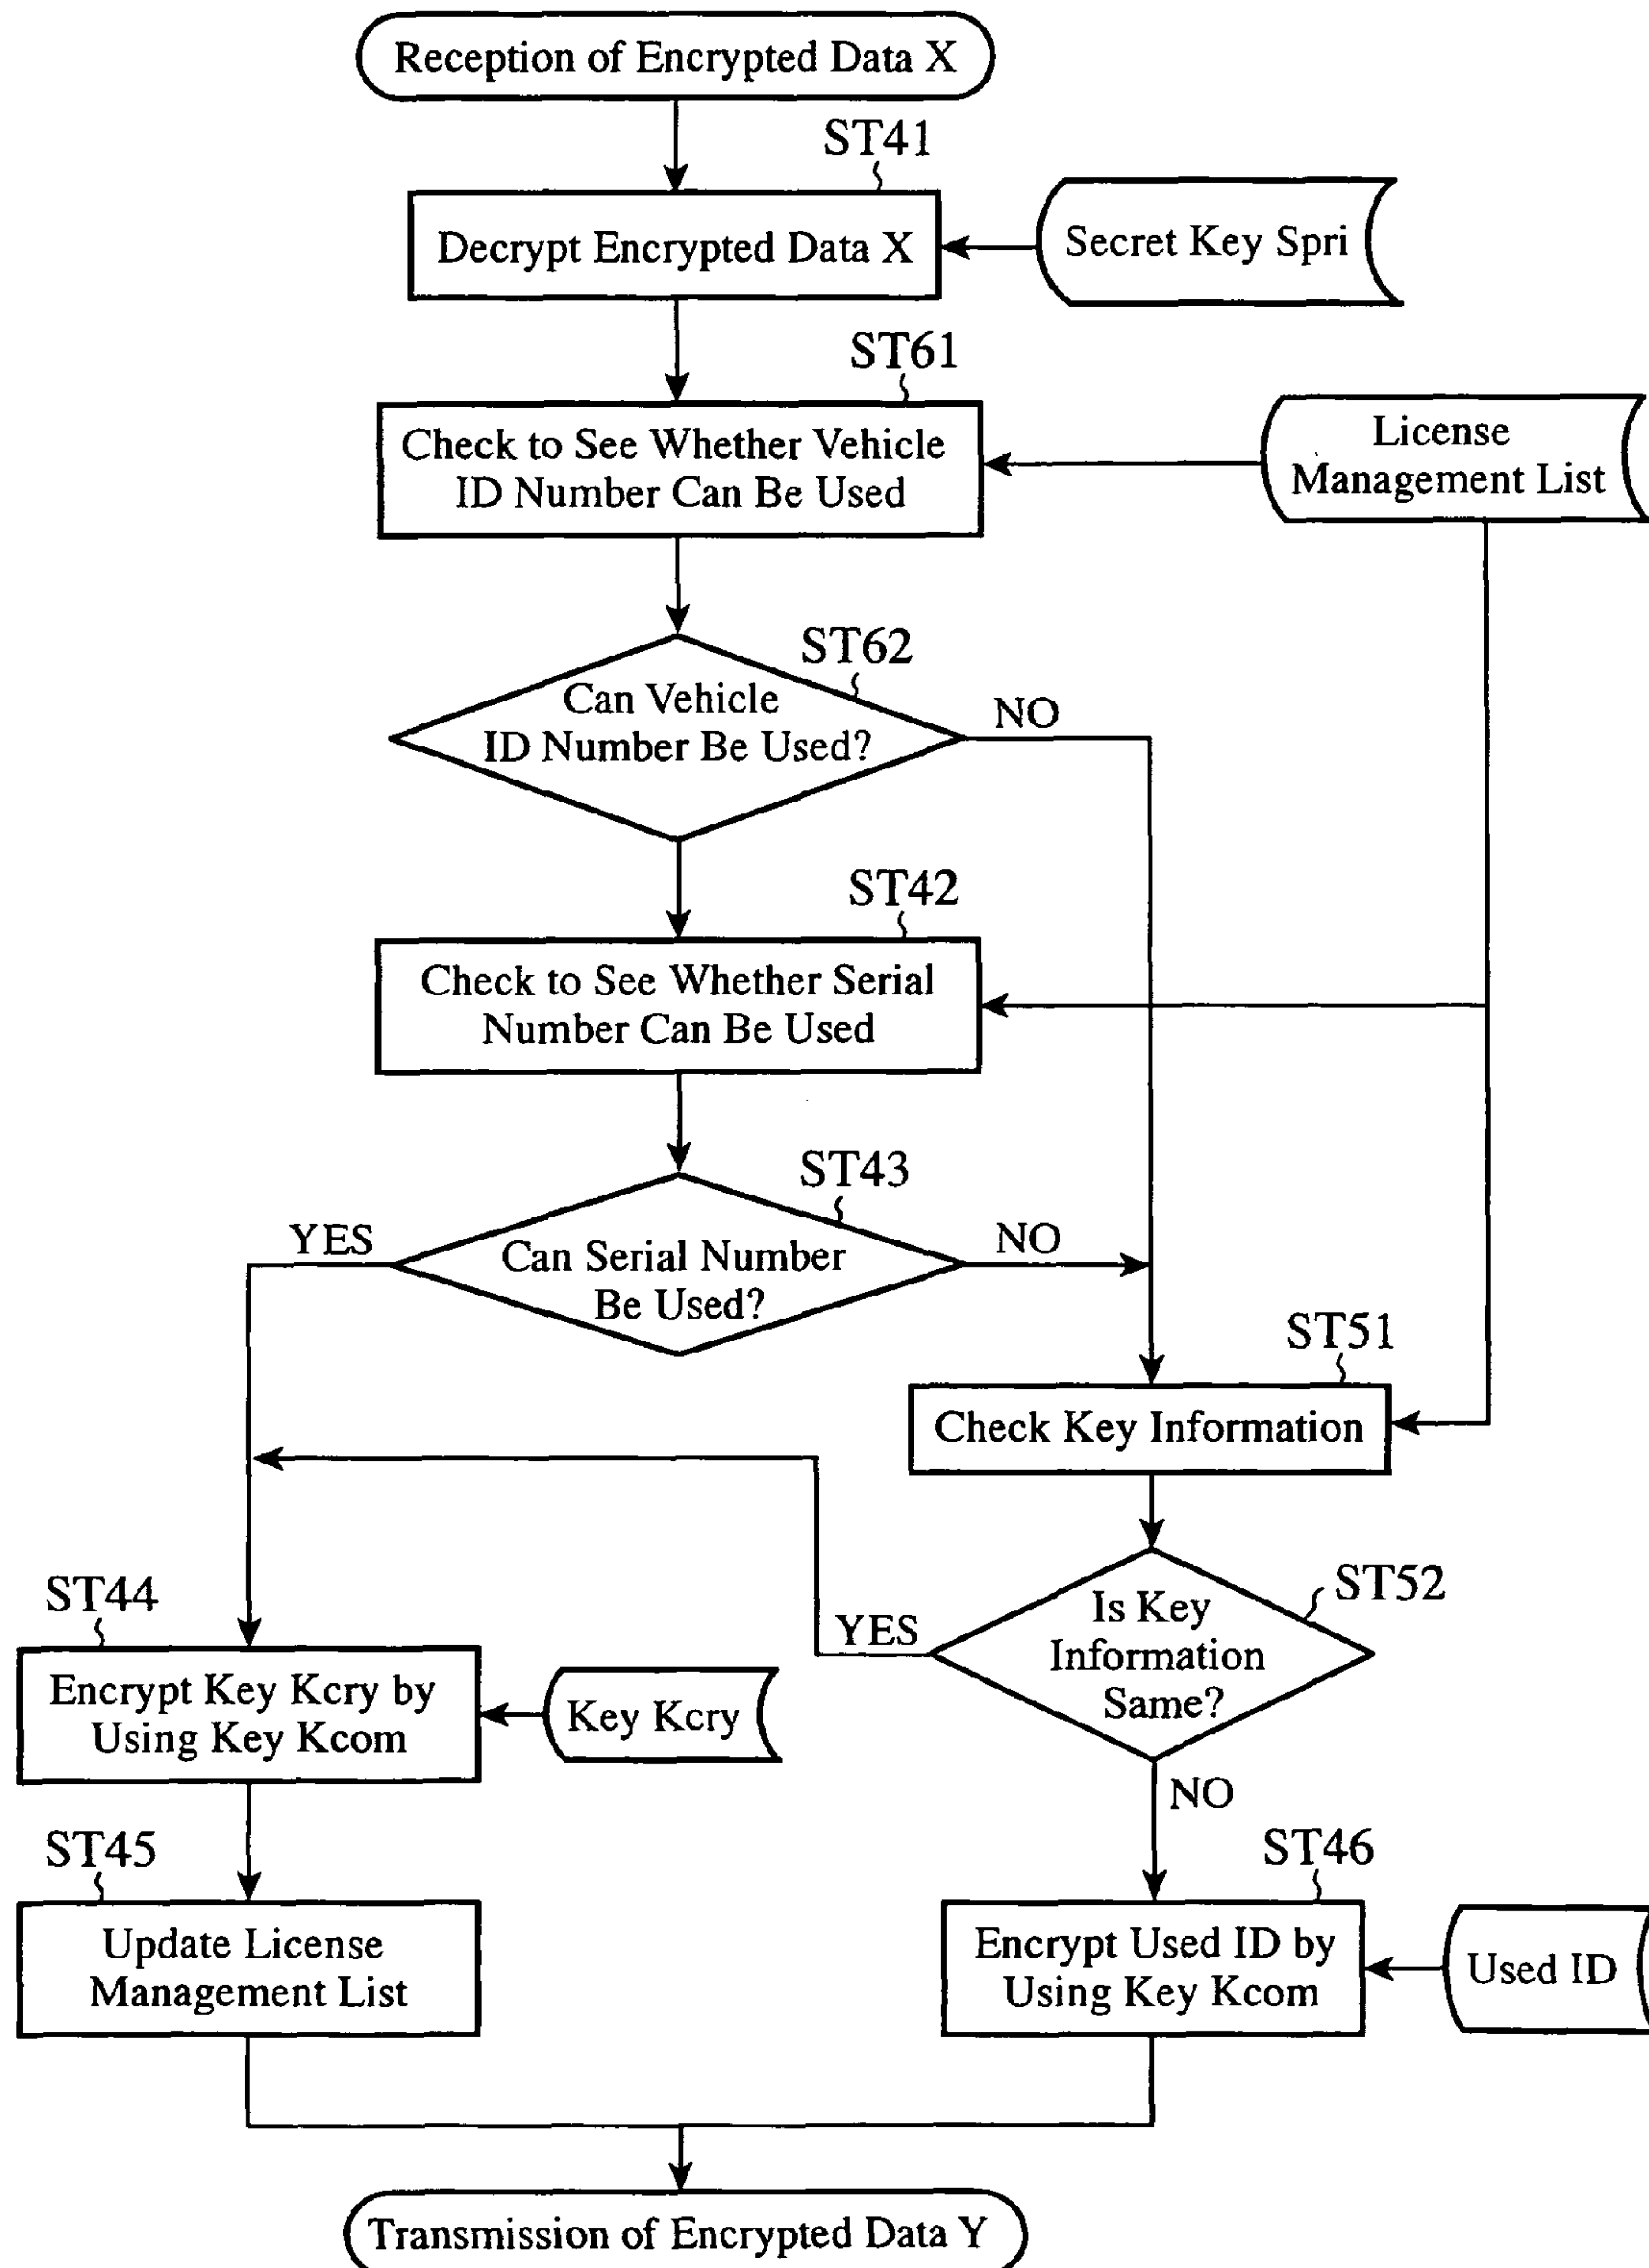 Reception of Encrypted Data X
ST41
Decrypt Encrypted Data X
Secret Key Spri
ST61
Check to See Whether Vehicle
ID Number Can Be Used
License
Management List
ST62
Can Vehicle
ID Number Be Used?
NO
ST42
Check to See Whether Serial
Number Can Be Used
ST43
YES
Can Serial Number
Be Used?
NO
ST51
Check Key Information
ST52
Is Key
Information
Same?
YES
NO
ST44
Encrypt Key Kcry by
Using Key Kcom
Key Kcry
ST45
Update License
Management List
ST46
Encrypt Used ID by
Using Key Kcom
Used ID
Transmission of Encrypted Data Y